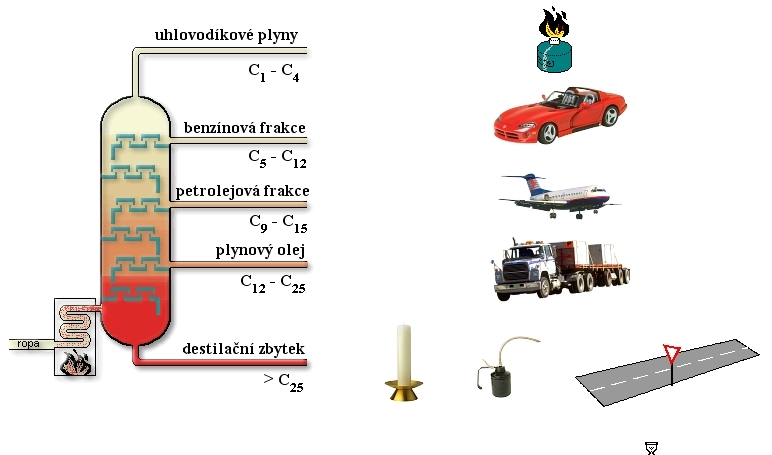 uhlovodíkové plyny
C1 - C4
benzínová frakce
C5 - C12
petrolejová frakce
C9 - C15
plynový olej
C12 - C25
ropa
destilační zbytek
> C25